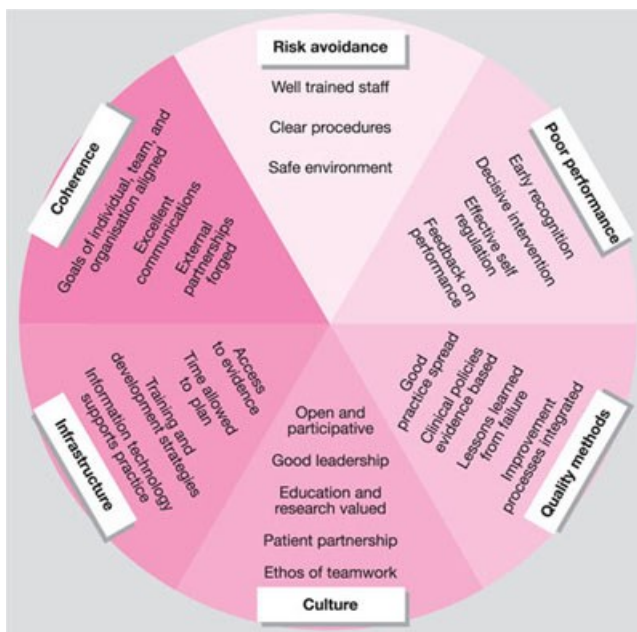 Risk avoidance
Well trained staff
Clear procedures
Safe environment
Poor performance
Early recognition
Decisive intervention
Effective self
regulation
Feedback on
performance
Quality methods
Good
practice spread
Clinical policies
evidence based
Lessons learned
from failure
Improvement
processes integrated
Open and
participative
Good leadership
Education and
research valued
Patient partnership
Ethos of teamwork
Culture
Infrastructure
Access
to evidence
Time allowed
to plan
Training and
development strategies
Information technology
supports practice
Coherence
Goals of individual, team, and
organisation aligned
Excellent
communications
External
partnerships
forged